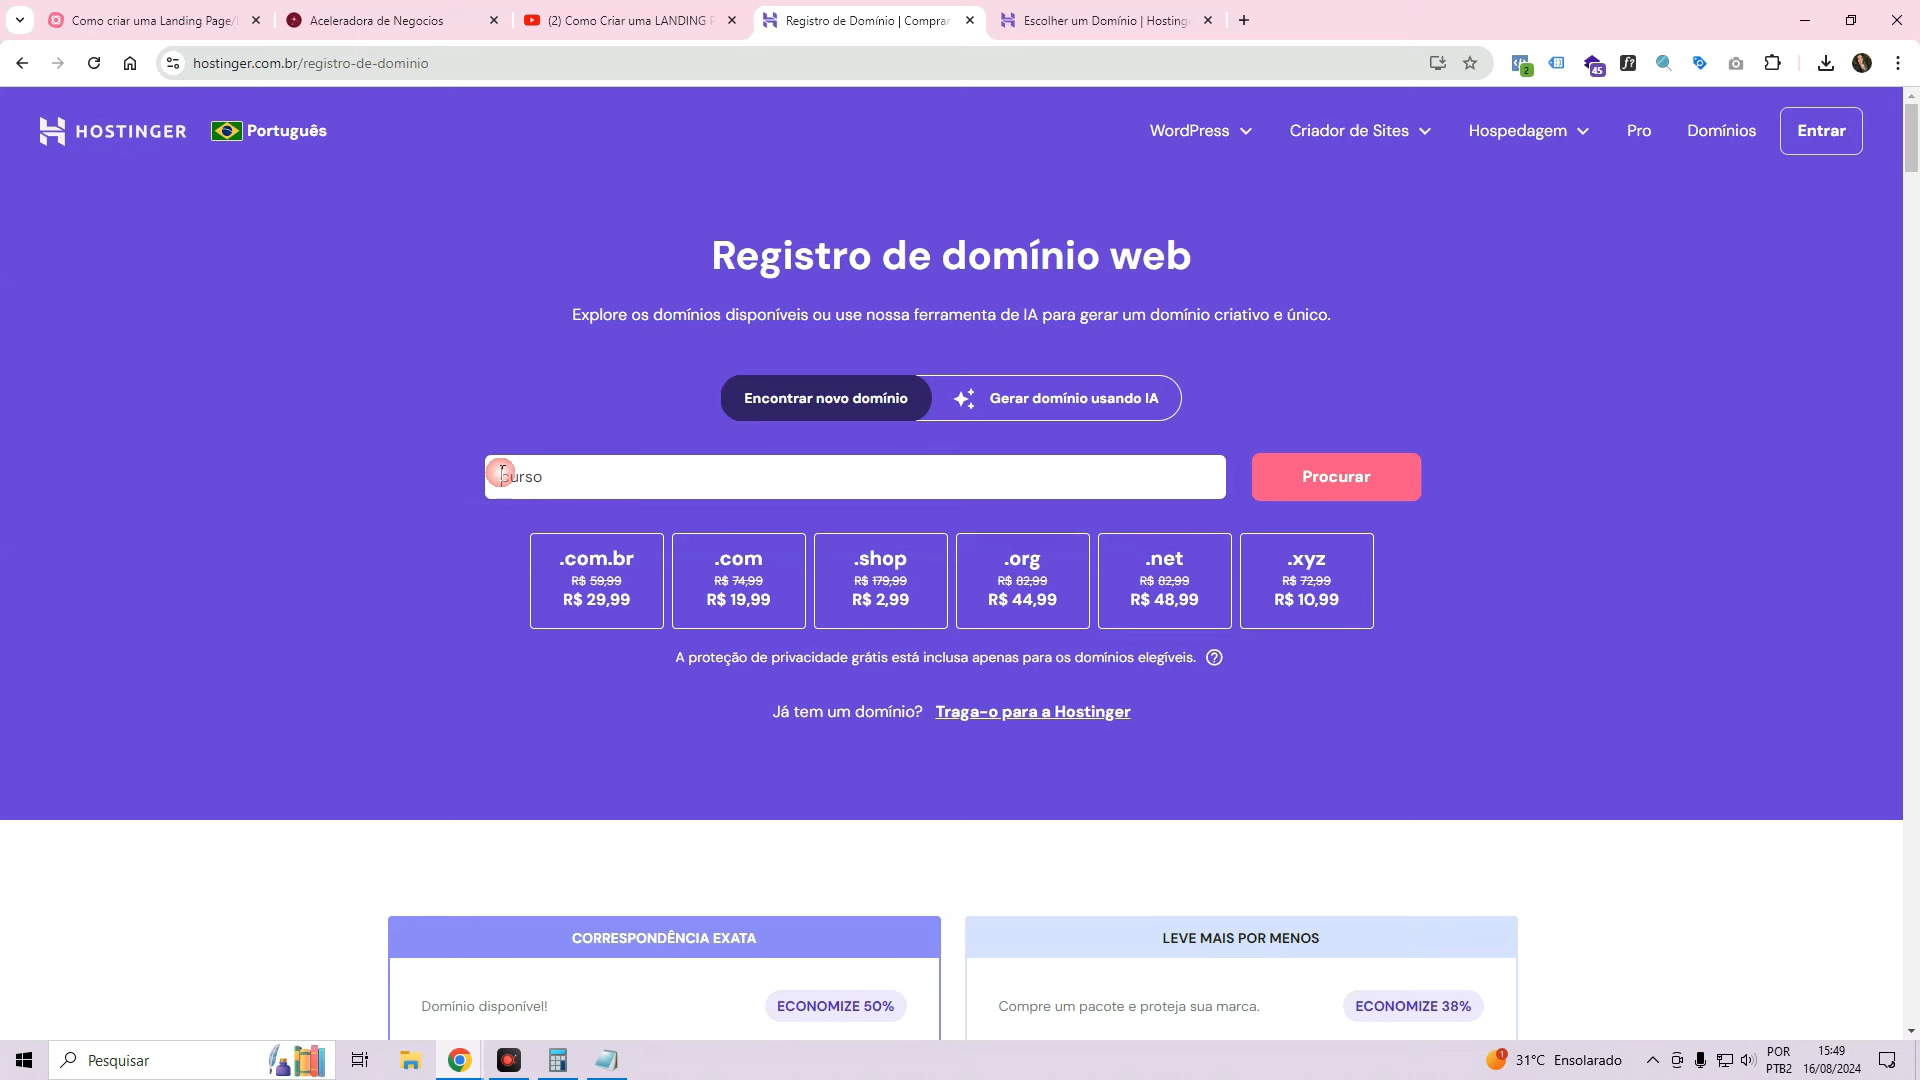 Como criar uma Landing Page/
Aceleradora de Negocios
(2) Como Criar uma LANDING P
Registro de Domínio | Comprar
Escolher um Domínio | Hosting
hostinger.com.br/registro-de-dominio
2
45
f?
HOSTINGER
Português
WordPress
Criador de Sites
Hospedagem
Pro
Domínios
Entrar
Registro de domínio web
Explore os domínios disponíveis ou use nossa ferramenta de IA para gerar um domínio criativo e único.
Encontrar novo domínio
Gerar domínio usando IA
curso
Procurar
.com.br
R$ 59,99
R$ 29,99
.com
R$ 74,99
R$ 19,99
.shop
R$ 179,99
R$ 2,99
.org
R$ 82,99
R$ 44,99
.net
R$ 82,99
R$ 48,99
.xyz
R$ 72,99
R$ 10,99
A proteção de privacidade grátis está inclusa apenas para os domínios elegíveis.
Já tem um domínio? Traga-o para a Hostinger
CORRESPONDÊNCIA EXATA
Domínio disponível!
ECONOMIZE 50%
LEVE MAIS POR MENOS
Compre um pacote e proteja sua marca.
ECONOMIZE 38%
Pesquisar
1
31°C Ensolarado
POR
PTB2
15:49
16/08/2024